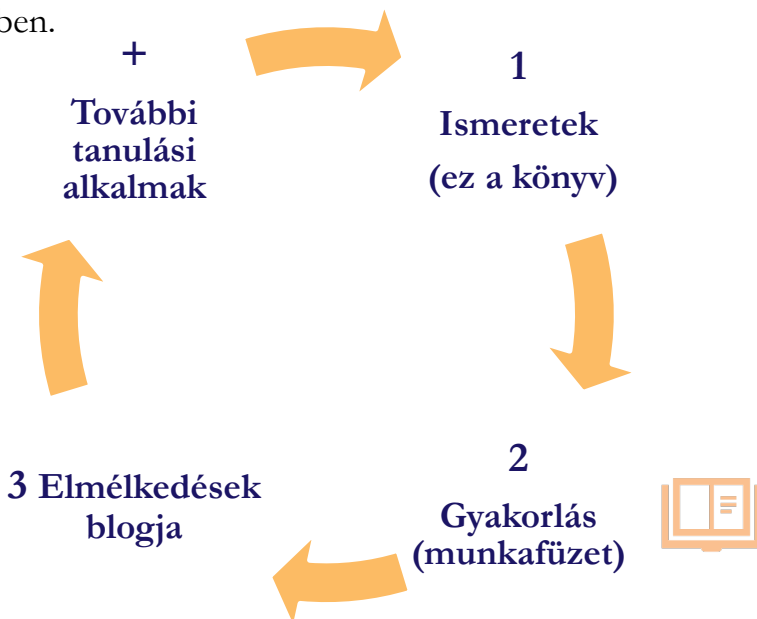 ben.
+
További
tanulási
alkalmak
1
Ismeretek
(ez a könyv)
2
Gyakorlás
(munkafüzet)
3 Elmélkedések
blogja